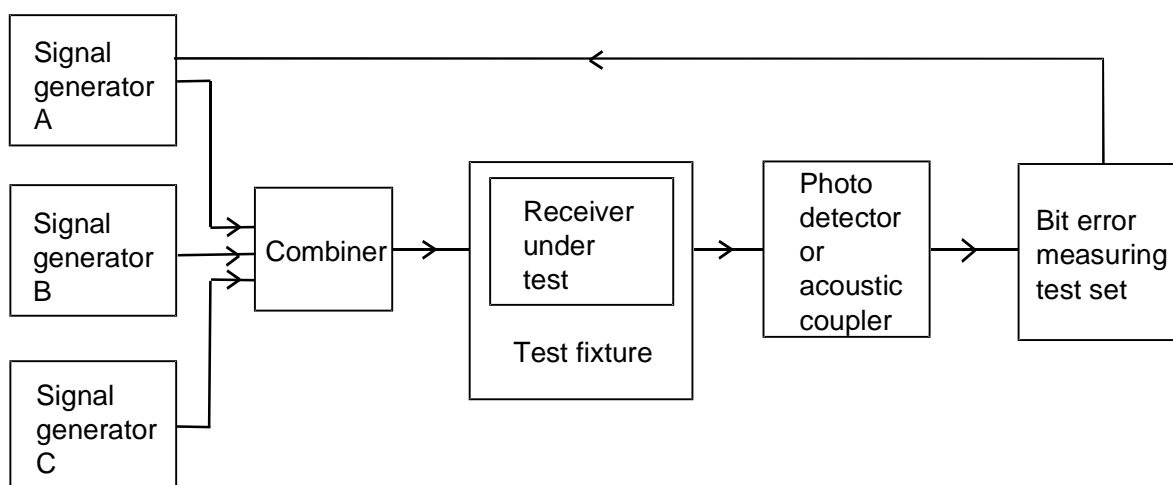 Signal
generator
A
Signal
generator
B
Signal
generator
C
Combiner
Receiver
under
test
Test fixture
Photo
detector
or
acoustic
coupler
Bit error
measuring
test set